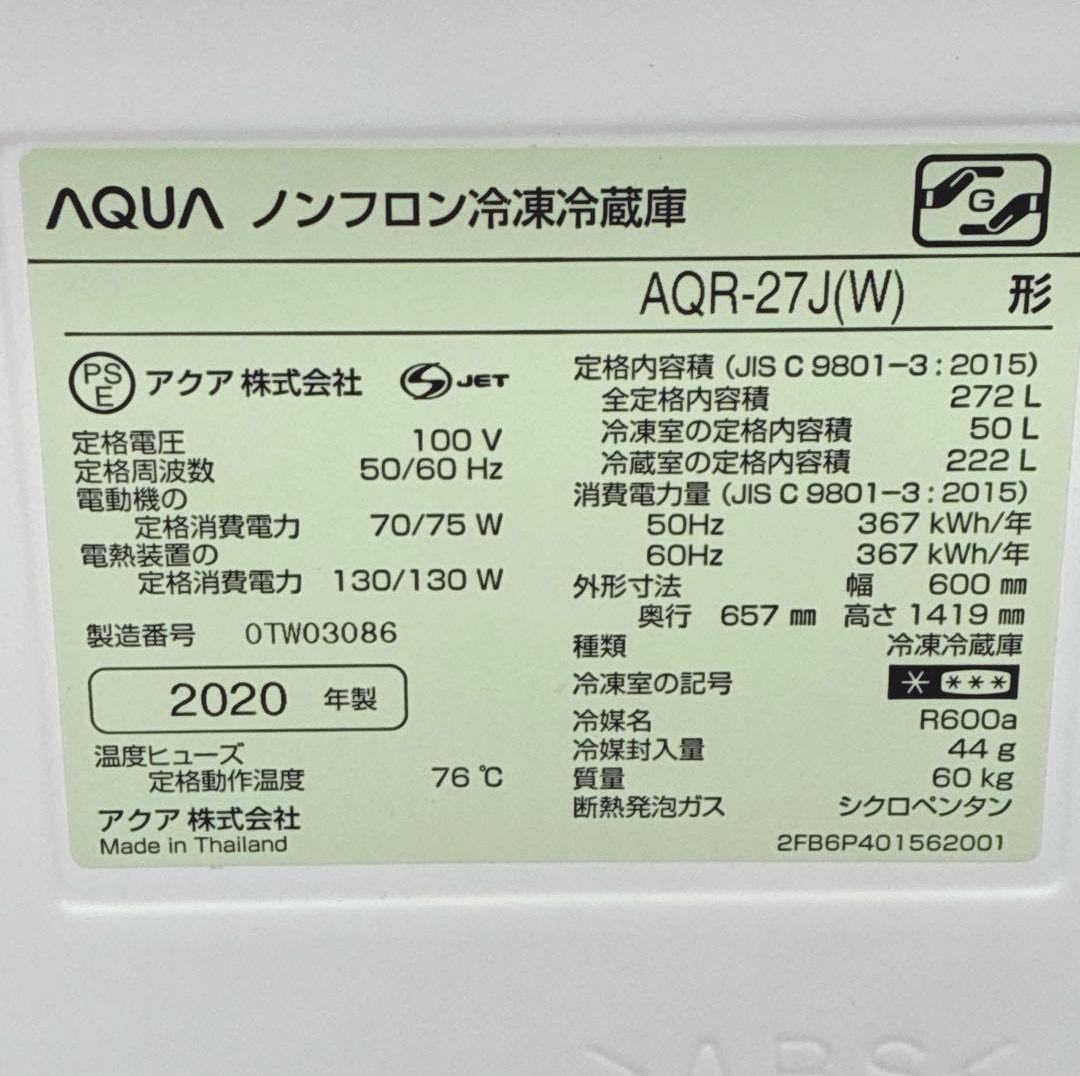 AQUA ノンフロン冷凍冷蔵庫
G
AQR-27J(W) 形
PSE アクア 株式会社 S JET
定格電圧 100 V
定格周波数 50/60 Hz
電動機の
定格消費電力 70/75 W
電熱装置の
定格消費電力 130/130 W
製造番号 0TW03086
2020 年製
温度ヒューズ
定格動作温度 76 ℃
アクア 株式会社
Made in Thailand
定格内容積 (JIS C 9801-3 : 2015)
全定格内容積 272 L
冷凍室の定格内容積 50 L
冷蔵室の定格内容積 222 L
消費電力量 (JIS C 9801-3 : 2015)
50Hz 367 kWh/年
60Hz 367 kWh/年
外形寸法 幅 600 ㎜
奥行 657 ㎜ 高さ 1419 ㎜
種類 冷凍冷蔵庫
冷凍室の記号 * ***
冷媒名 R600a
冷媒封入量 44 g
質量 60 kg
断熱発泡ガス シクロペンタン
2FB6P401562001
>ABS<